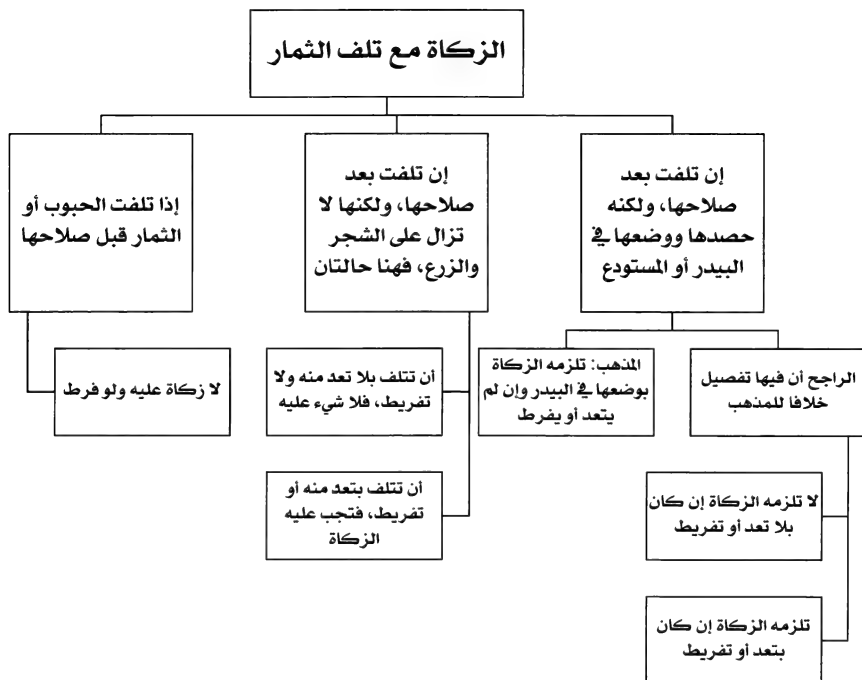 الزكاة مع تلف الثمار
إن تلفت بعد
صلاحها، ولكنه
حصدها ووضعها في
البيدر أو المستودع
إن تلفت بعد
صلاحها، ولكنها لا
تزال على الشجر
والزرع، فهنا حالتان
إذا تلفت الحبوب أو
الثمار قبل صلاحها
الراجح أن فيها تفصيل
خلافا للمذهب
المذهب: تلزمه الزكاة
بوضعها في البيدر وإن لم
يتعد أو يفرط
أن تتلف بلا تعد منه ولا
تفريط، فلا شيء عليه
لا زكاة عليه ولو فرط
أن تتلف بتعد منه أو
تفريط، فتجب عليه
الزكاة
لا تلزمه الزكاة إن كان
بلا تعد أو تفريط
تلزمه الزكاة إن كان
بتعد أو تفريط